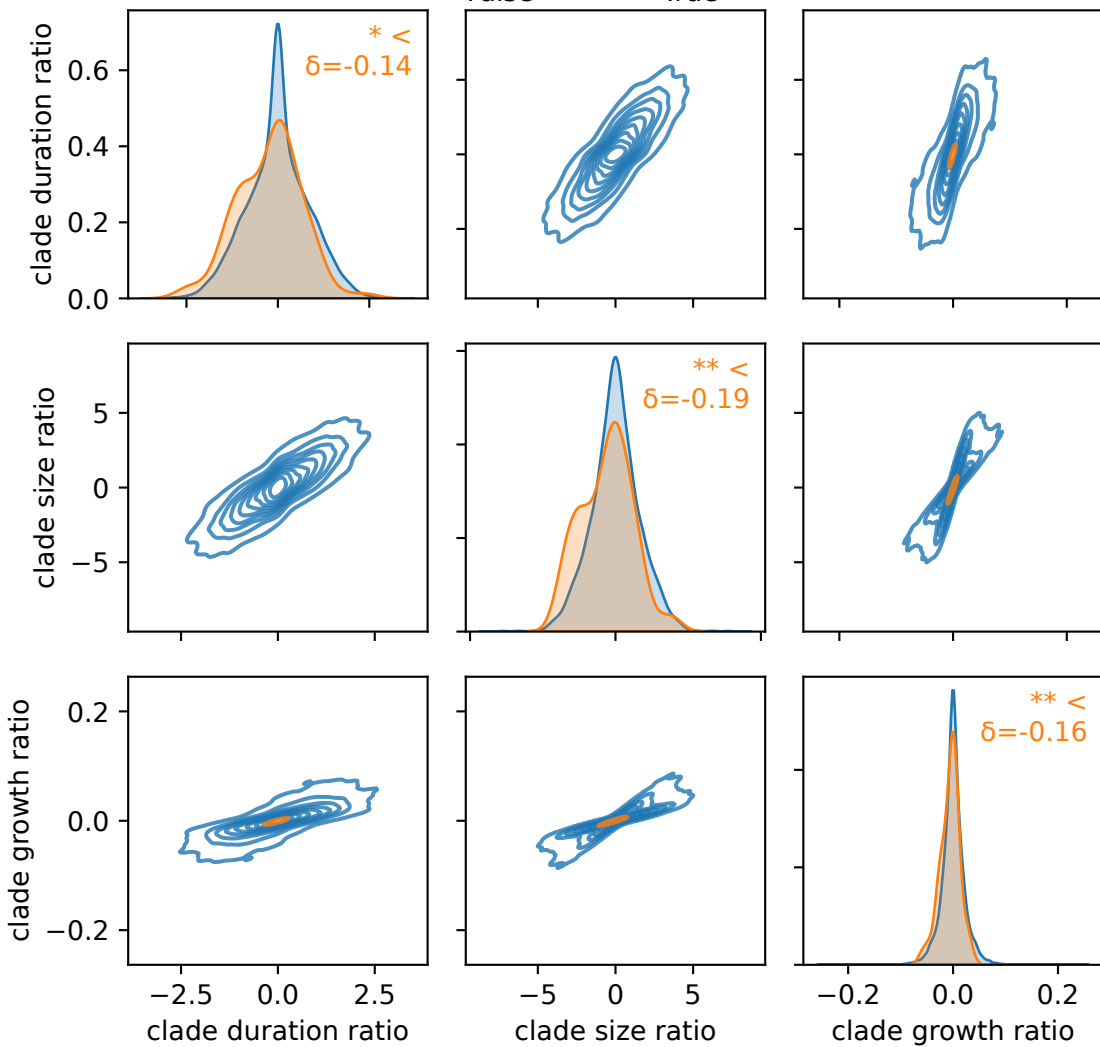 * <
δ=-0.14
clade duration ratio
0.6
0.4
0.2
0.0
** <
δ=-0.19
clade size ratio
5
0
−5
** <
δ=-0.16
clade growth ratio
0.2
0.0
−0.2
−2.5 0.0 2.5
−5 0 5
−0.2 0.0 0.2
clade duration ratio
clade size ratio
clade growth ratio